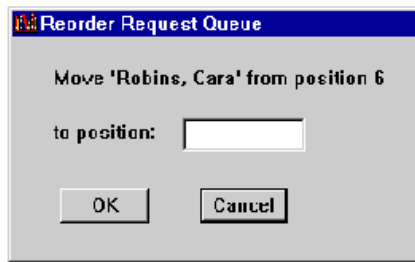 Reorder Request Queue
Move 'Robins, Cara' from position 6
to position:
OK Cancel